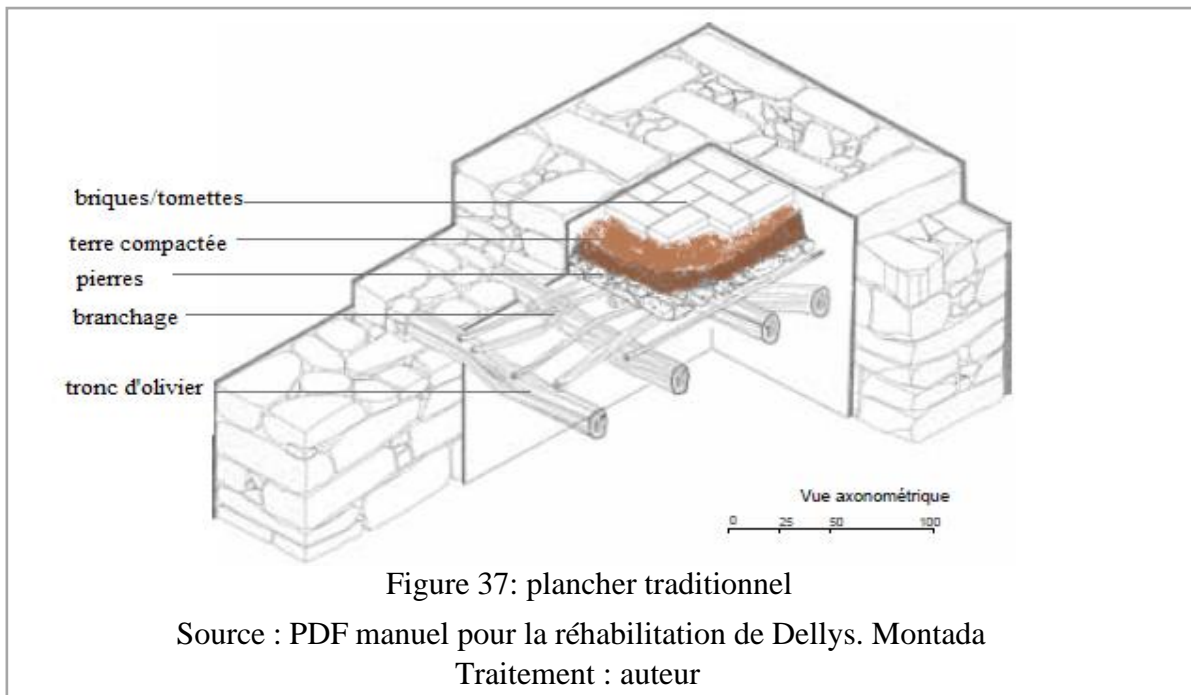 briques/tomettes
terre compactée
pierres
branchage
tronc d'olivier
Vue axonométrique
0 25 50 100
Figure 37: plancher traditionnel
Source : PDF manuel pour la réhabilitation de Dellys. Montada
Traitement : auteur